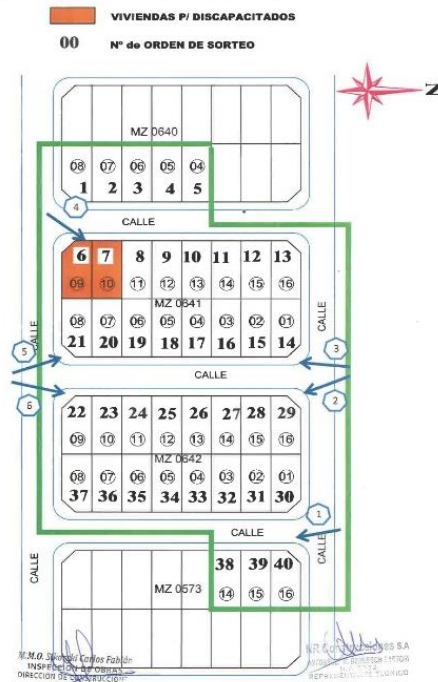 VIVIENDAS P/ DISCAPACITADOS
00 Nº de ORDEN DE SORTEO
N
MZ 0640
08 07 06 05 04
1 2 3 4 5
4
CALLE
6 7 8 9 10 11 12 13
09 10 11 12 13 14 15 16
MZ 0641
08 07 06 05 04 03 02 01
21 20 19 18 17 16 15 14
CALLE
CALLE
5
3
CALLE
6
2
22 23 24 25 26 27 28 29
09 10 11 12 13 14 15 16
MZ 0642
08 07 06 05 04 03 02 01
37 36 35 34 33 32 31 30
1
CALLE
CALLE
CALLE
38 39 40
MZ 0573
14 15 16
M.M.O. Carlos Fabián
INSPECCIÓN DE OBRAS
DIRECCION DE CONSTRUCCION
S.A